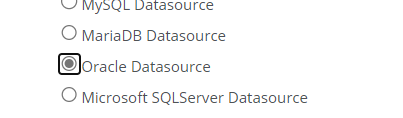 MySQL Datasource
MariaDB Datasource
Oracle Datasource
Microsoft SQLServer Datasource